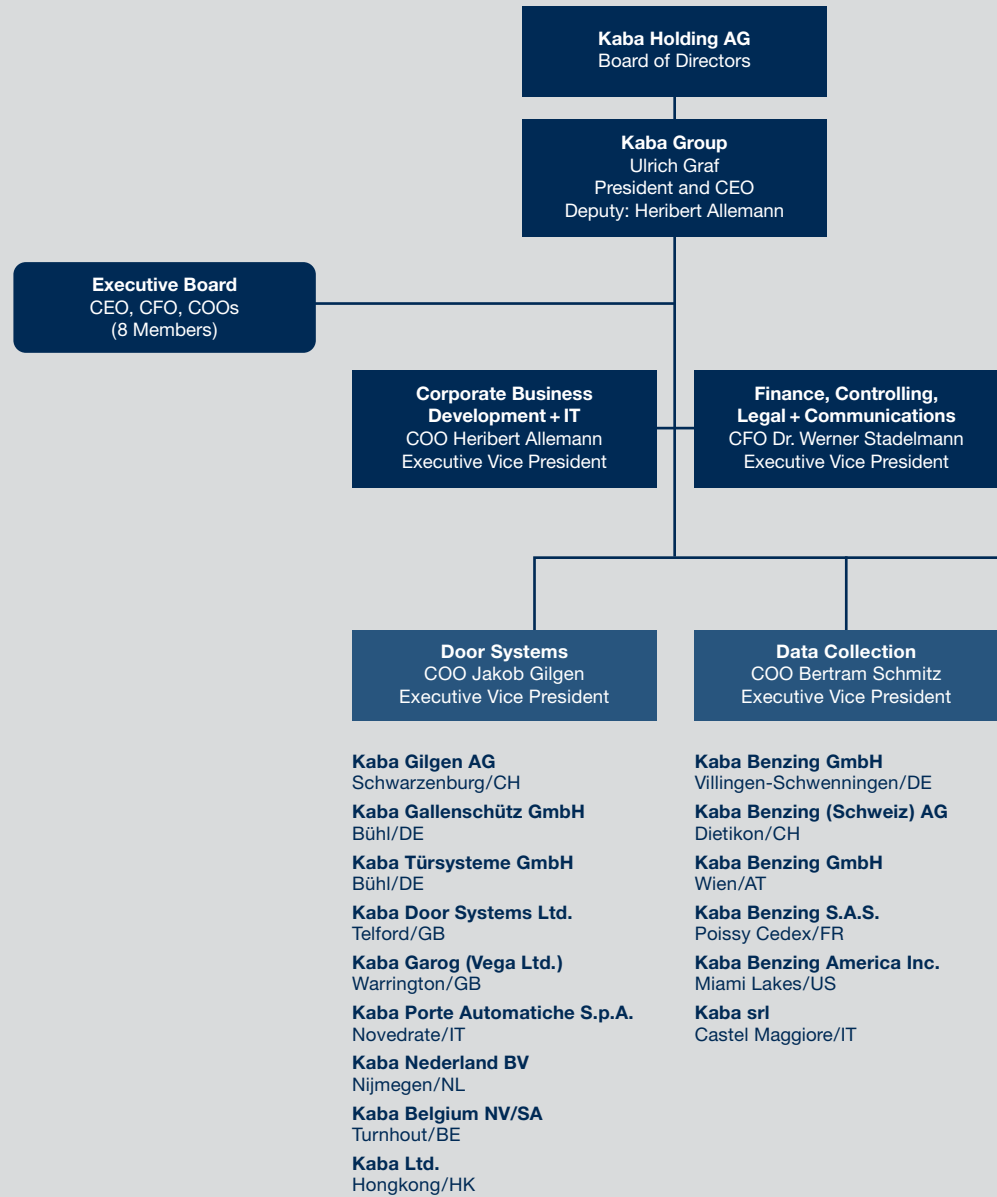 Kaba Holding AG
Board of Directors
Kaba Group
Ulrich Graf
President and CEO
Deputy: Heribert Allemann
Executive Board
CEO, CFO, COOs
(8 Members)
Corporate Business
Development + IT
COO Heribert Allemann
Executive Vice President
Finance, Controlling,
Legal + Communications
CFO Dr. Werner Stadelmann
Executive Vice President
Door Systems
COO Jakob Gilgen
Executive Vice President
Data Collection
COO Bertram Schmitz
Executive Vice President
Kaba Gilgen AG
Schwarzenburg/CH
Kaba Gallenschütz GmbH
Bühl/DE
Kaba Türsysteme GmbH
Bühl/DE
Kaba Door Systems Ltd.
Telford/GB
Kaba Garog (Vega Ltd.)
Warrington/GB
Kaba Porte Automatiche S.p.A.
Novedrate/IT
Kaba Nederland BV
Nijmegen/NL
Kaba Belgium NV/SA
Turnhout/BE
Kaba Ltd.
Hongkong/HK
Kaba Benzing GmbH
Villingen-Schwenningen/DE
Kaba Benzing (Schweiz) AG
Dietikon/CH
Kaba Benzing GmbH
Wien/AT
Kaba Benzing S.A.S.
Poissy Cedex/FR
Kaba Benzing America Inc.
Miami Lakes/US
Kaba srl
Castel Maggiore/IT